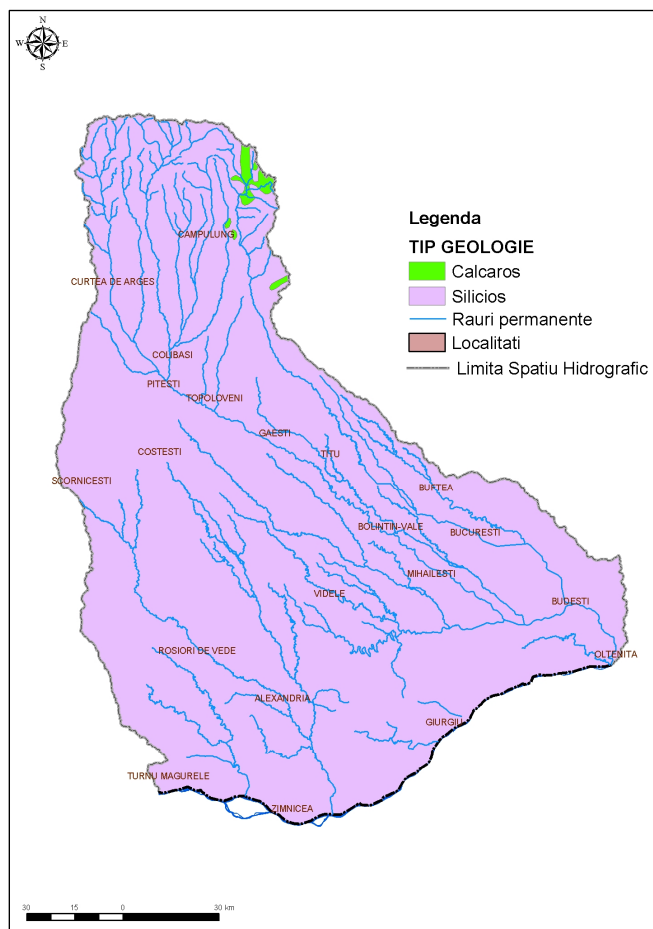 N
W E
S
Legenda
TIP GEOLOGIE
Calcaros
Silicios
Rauri permanente
Localitati
Limita Spatiu Hidrografic
CAMPULUNG
CURTEA DE ARGES
COLIBASI
PITESTI
TOPOLOVENI
GAESTI
COSTESTI
TITU
SCORNICESTI
BUFTEA
BOLINTIN-VALE
BUCURESTI
MIHAILESTI
VIDELE
BUDESTI
ROSIORI DE VEDE
OLTENITA
ALEXANDRIA
GIURGIU
TURNU MAGURELE
ZIMNICEA
30 15 0 30 km